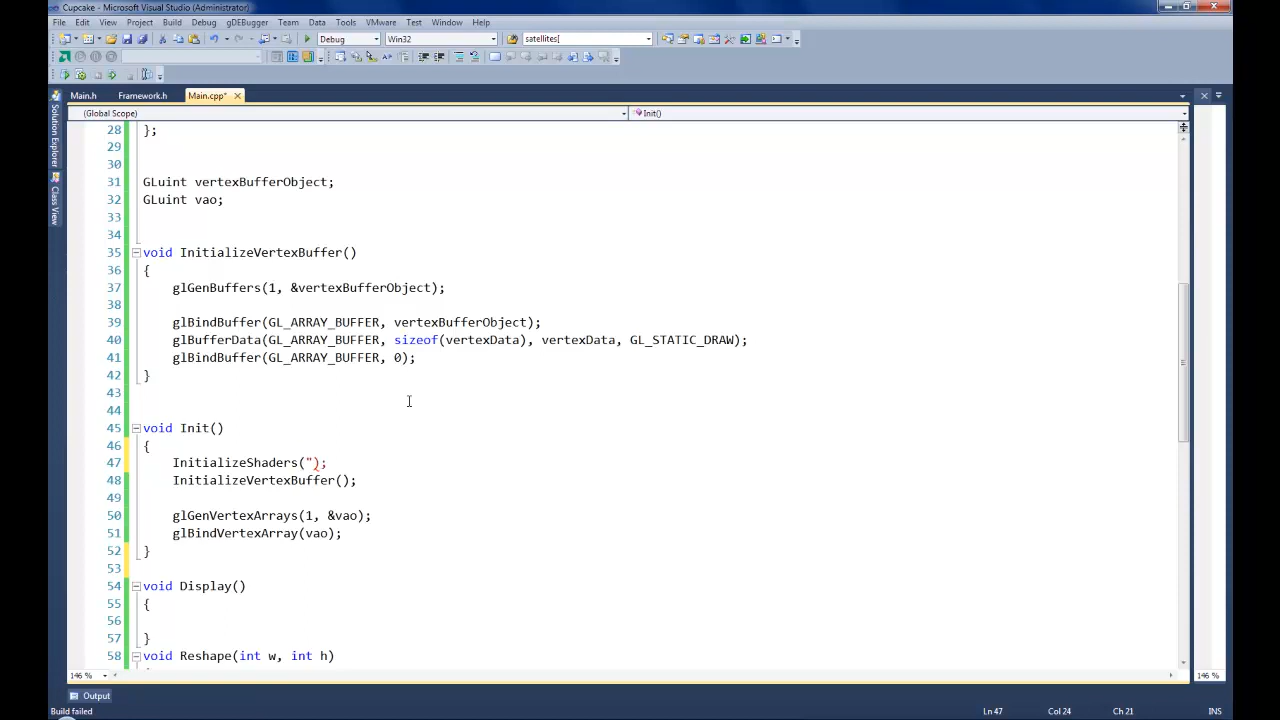 Cupcake - Microsoft Visual Studio (Administrator)
File Edit View Project Build Debug gDEBugger Team Data Tools VMware Test Window Help
Debug Win32 satellites[
Main.h Framework.h Main.cpp*
(Global Scope) Init()
28 };
29
30
31 GLuint vertexBufferObject;
32 GLuint vao;
33
34
35 void InitializeVertexBuffer()
36 {
37 glGenBuffers(1, &vertexBufferObject);
38
39 glBindBuffer(GL_ARRAY_BUFFER, vertexBufferObject);
40 glBufferData(GL_ARRAY_BUFFER, sizeof(vertexData), vertexData, GL_STATIC_DRAW);
41 glBindBuffer(GL_ARRAY_BUFFER, 0);
42 }
43
44
45 void Init()
46 {
47 InitializeShaders(");
48 InitializeVertexBuffer();
49
50 glGenVertexArrays(1, &vao);
51 glBindVertexArray(vao);
52 }
53
54 void Display()
55 {
56
57 }
58 void Reshape(int w, int h)
146 % 146 %
Solution Explorer
Class View
Output
Build failed Ln 47 Col 24 Ch 21 INS